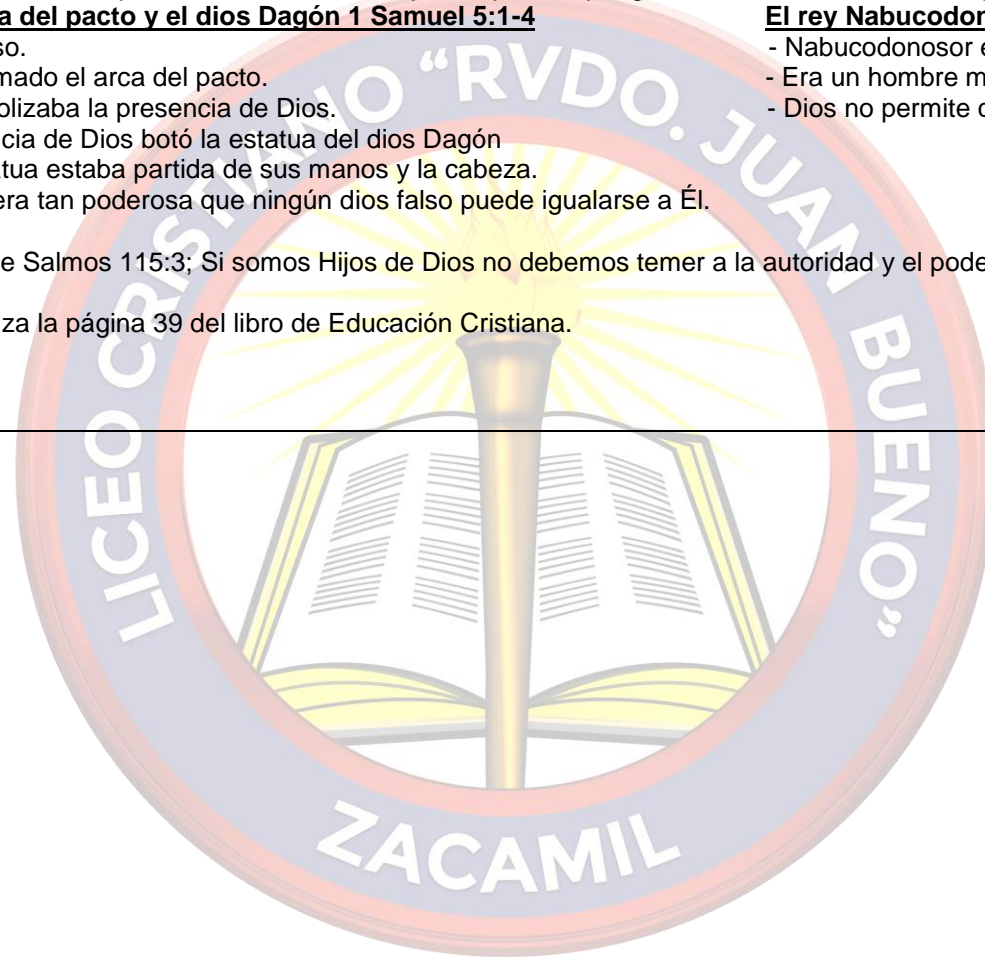 a del pacto y el dios Dagón 1 Samuel 5:1-4
so.
mado el arca del pacto.
olizaba la presencia de Dios.
cia de Dios botó la estatua del dios Dagón
atua estaba partida de sus manos y la cabeza.
era tan poderosa que ningún dios falso puede igualarse a Él.
El rey Nabucodon
- Nabucodonosor e
- Era un hombre m
- Dios no permite
e Salmos 115:3; Si somos Hijos de Dios no debemos temer a la autoridad y el pode
za la página 39 del libro de Educación Cristiana.
LICEO CRISTIANO "RVDO. JUAN BUENO"
ZACAMIL